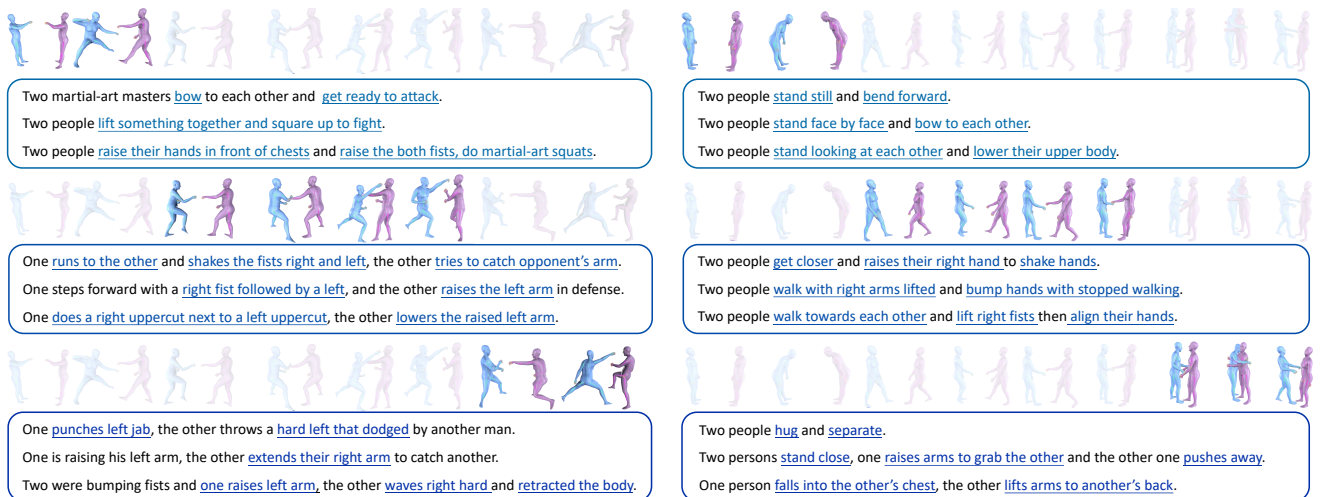 Two martial-art masters bow to each other and get ready to attack.
Two people lift something together and square up to fight.
Two people raise their hands in front of chests and raise the both fists, do martial-art squats.
Two people stand still and bend forward.
Two people stand face by face and bow to each other.
Two people stand looking at each other and lower their upper body.
One runs to the other and shakes the fists right and left, the other tries to catch opponent's arm.
One steps forward with a right fist followed by a left, and the other raises the left arm in defense.
One does a right uppercut next to a left uppercut, the other lowers the raised left arm.
Two people get closer and raises their right hand to shake hands.
Two people walk with right arms lifted and bump hands with stopped walking.
Two people walk towards each other and lift right fists then align their hands.
One punches left jab, the other throws a hard left that dodged by another man.
One is raising his left arm, the other extends their right arm to catch another.
Two were bumping fists and one raises left arm, the other waves right hard and retracted the body.
Two people hug and separate.
Two persons stand close, one raises arms to grab the other and the other one pushes away.
One person falls into the other's chest, the other lifts arms to another's back.